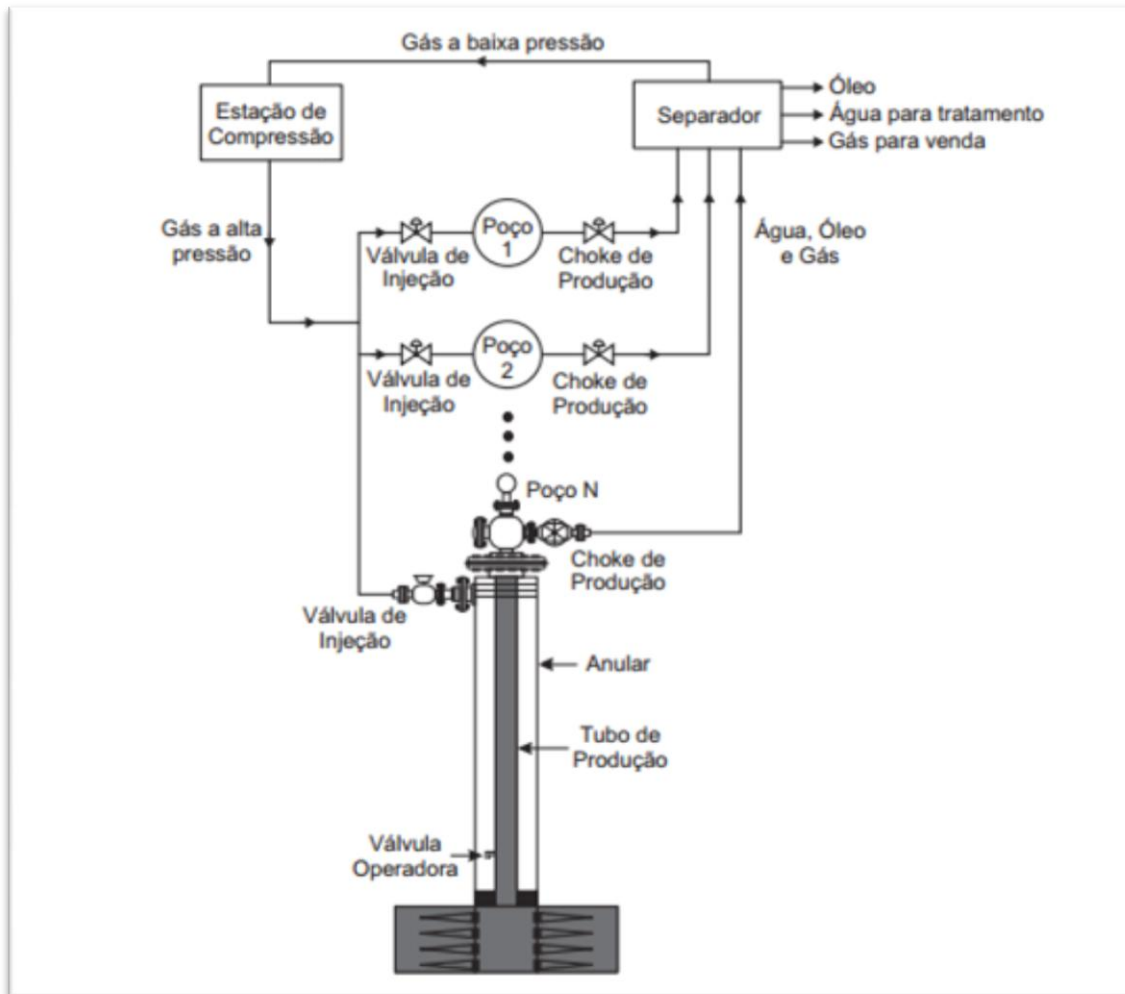 Gás a baixa pressão
Estação de
Compressão
Separador
Óleo
Água para tratamento
Gás para venda
Gás a alta
pressão
Poço
1
Válvula de
Injeção
Choke de
Produção
Água, Óleo
e Gás
Poço
2
Válvula de
Injeção
Choke de
Produção
Poço N
Choke de
Produção
Válvula de
Injeção
Anular
Tubo de
Produção
Válvula
Operadora